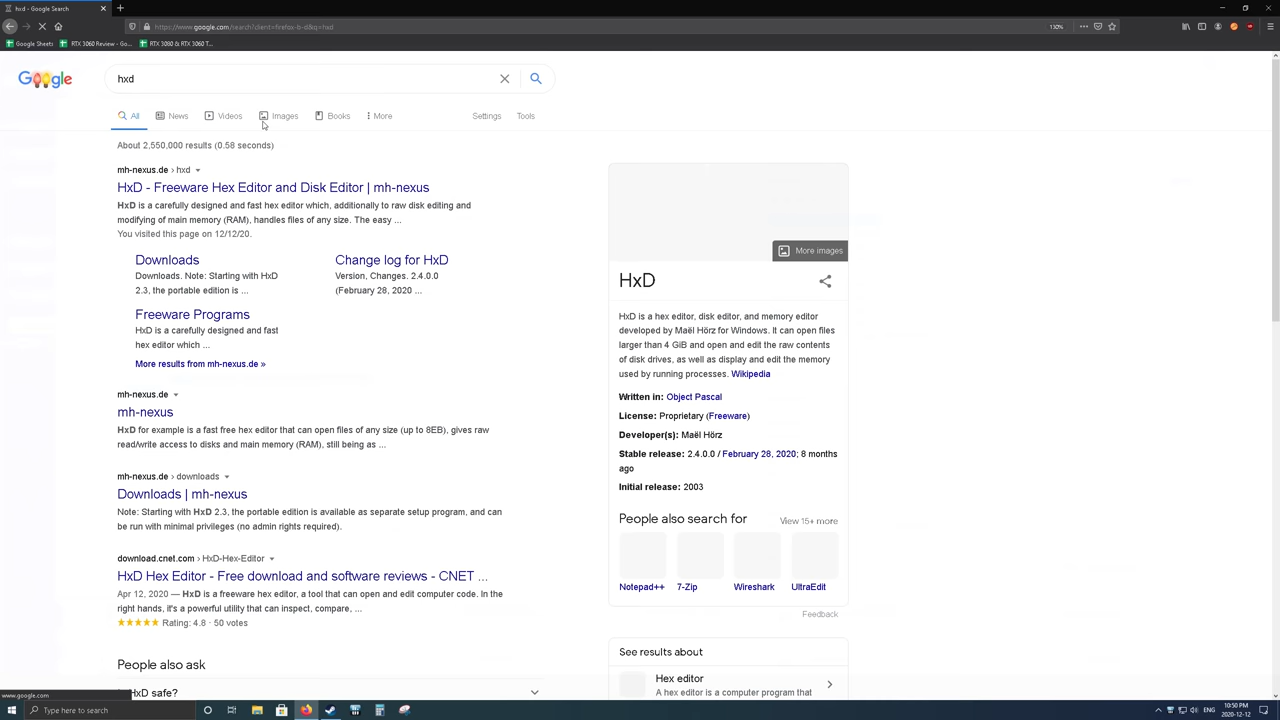 hxd - Google Search
https://www.google.com/search?client=firefox-b-d&q=hxd
130%
Google Sheets
RTX 3060 Review - Go...
RTX 3080 & RTX 3060 T...
Google
hxd
All
News
Videos
Images
Books
More
Settings
Tools
About 2,550,000 results (0.58 seconds)
mh-nexus.de › hxd
HxD - Freeware Hex Editor and Disk Editor | mh-nexus
HxD is a carefully designed and fast hex editor which, additionally to raw disk editing and
modifying of main memory (RAM), handles files of any size. The easy ...
You visited this page on 12/12/20.
Downloads
Downloads. Note: Starting with HxD
2.3, the portable edition is ...
Change log for HxD
Version, Changes. 2.4.0.0
(February 28, 2020 ...
Freeware Programs
HxD is a carefully designed and fast
hex editor which ...
More results from mh-nexus.de »
mh-nexus.de
mh-nexus
HxD for example is a fast free hex editor that can open files of any size (up to 8EB), gives raw
read/write access to disks and main memory (RAM), still being as ...
mh-nexus.de › downloads
Downloads | mh-nexus
Note: Starting with HxD 2.3, the portable edition is available as separate setup program, and can
be run with minimal privileges (no admin rights required).
download.cnet.com › HxD-Hex-Editor
HxD Hex Editor - Free download and software reviews - CNET ...
Apr 12, 2020 — HxD is a freeware hex editor, a tool that can open and edit computer code. In the
right hands, it's a powerful utility that can inspect, compare, ...
Rating: 4.8 · 50 votes
People also ask
Is HxD safe?
More images
HxD
HxD is a hex editor, disk editor, and memory editor
developed by Maël Hörz for Windows. It can open files
larger than 4 GiB and open and edit the raw contents
of disk drives, as well as display and edit the memory
used by running processes. Wikipedia
Written in: Object Pascal
License: Proprietary (Freeware)
Developer(s): Maël Hörz
Stable release: 2.4.0.0 / February 28, 2020; 8 months
ago
Initial release: 2003
People also search for
View 15+ more
Notepad++
7-Zip
Wireshark
UltraEdit
Feedback
See results about
Hex editor
A hex editor is a computer program that
www.google.com
Type here to search
ENG
10:50 PM
2020-12-12